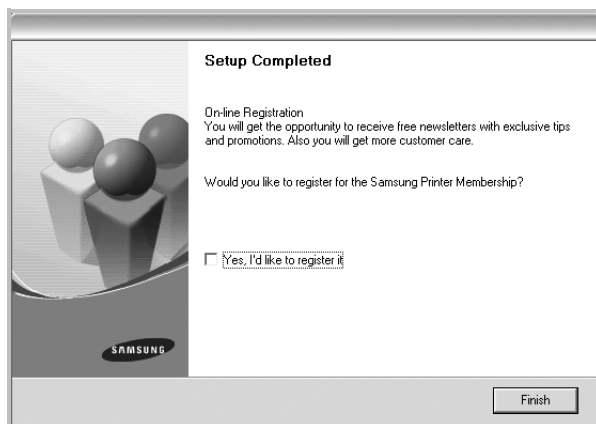 Setup Completed
On-line Registration
You will get the opportunity to receive free newsletters with exclusive tips
and promotions. Also you will get more customer care.
Would you like to register for the Samsung Printer Membership?
Yes, I'd like to register it
SAMSUNG
Finish